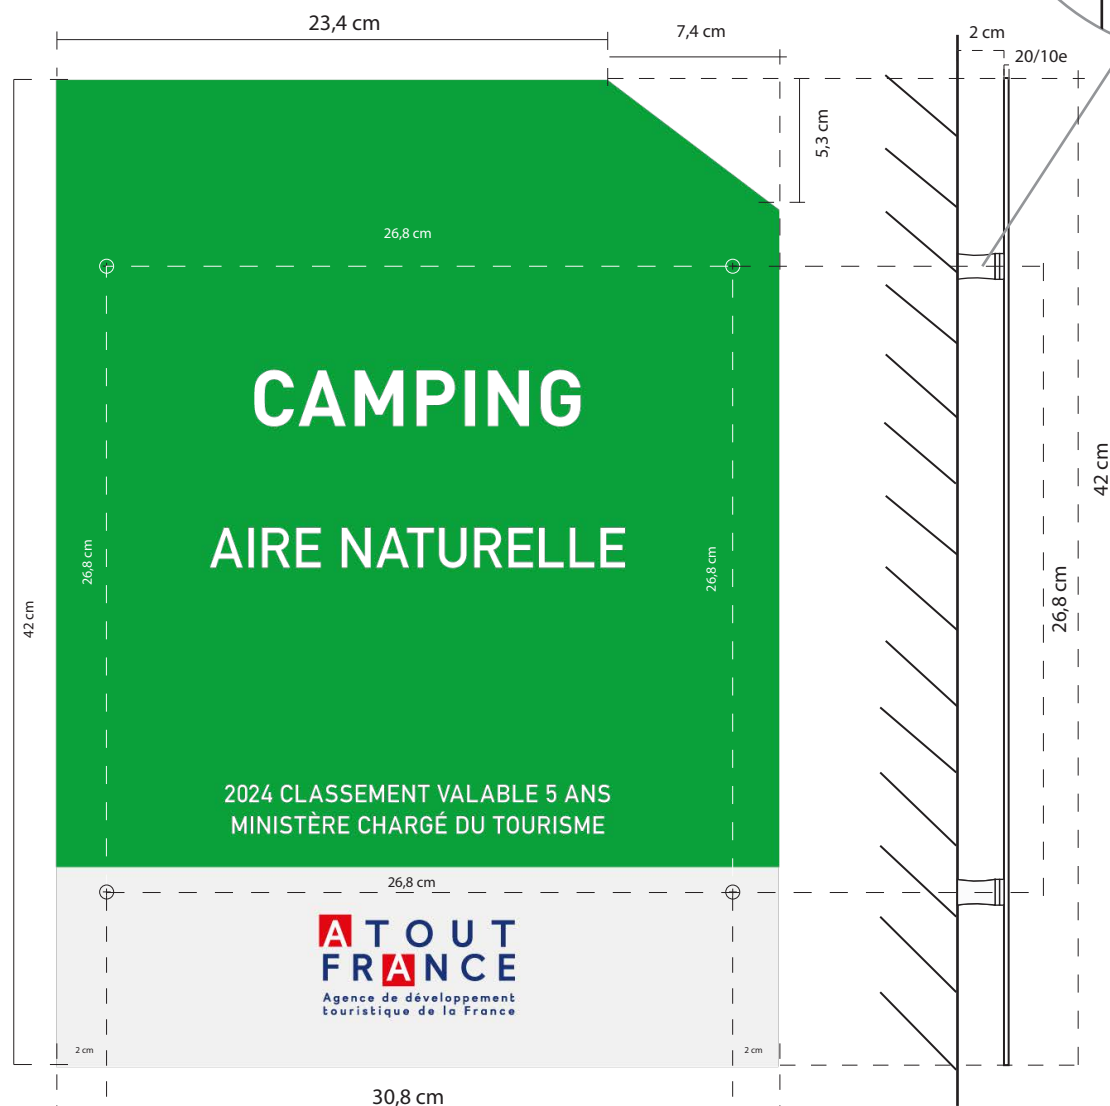 23,4 cm
7,4 cm
2 cm
20/10e
5,3 cm
26,8 cm
CAMPING
AIRE NATURELLE
26,8 cm
26,8 cm
42 cm
42 cm
26,8 cm
2024 CLASSEMENT VALABLE 5 ANS
MINISTÈRE CHARGÉ DU TOURISME
26,8 cm
ATOUT
FRANCE
Agence de développement
touristique de la France
2 cm
2 cm
30,8 cm